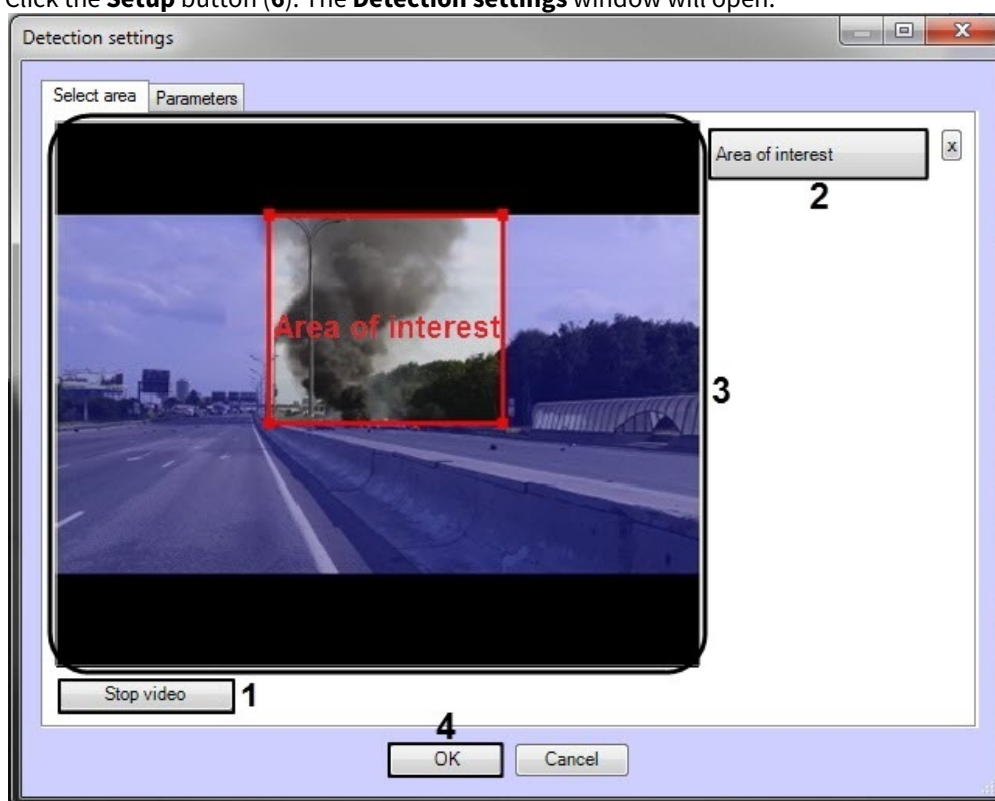 Click the Setup button (6). The Detection settings window will open.
Detection settings
Select area Parameters
Area of interest x
2
Area of interest
3
Stop video 1
4
OK Cancel